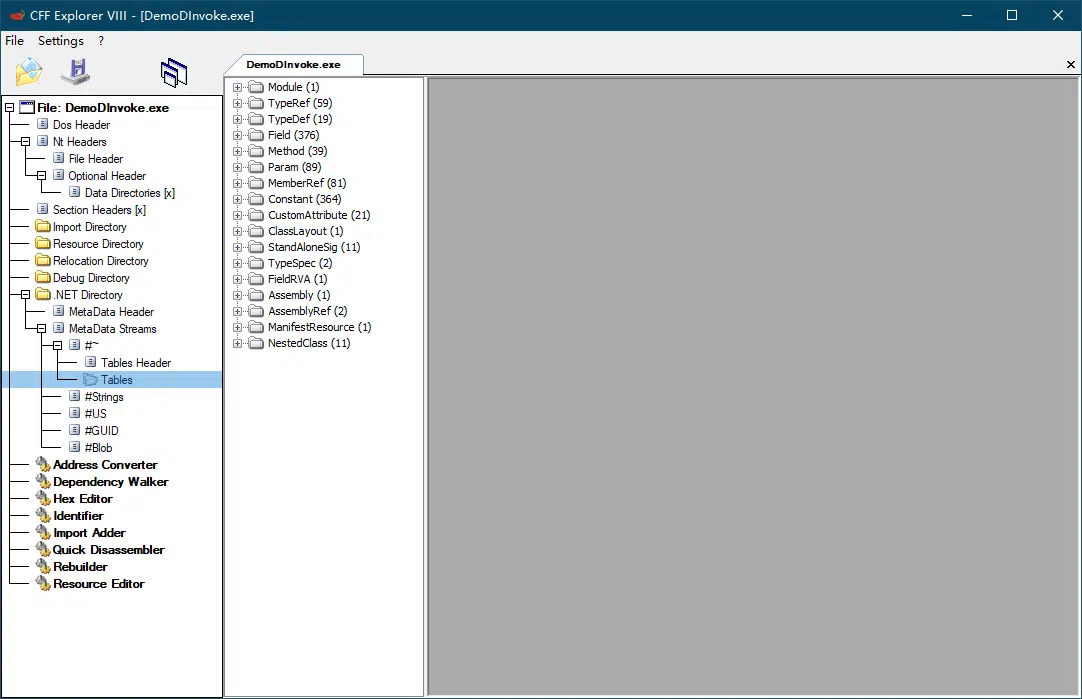 CFF Explorer VIII - [DemoDInvoke.exe]
File Settings ?
DemoDInvoke.exe
File: DemoDInvoke.exe
Dos Header
Nt Headers
File Header
Optional Header
Data Directories [x]
Section Headers [x]
Import Directory
Resource Directory
Relocation Directory
Debug Directory
.NET Directory
MetaData Header
MetaData Streams
#~
Tables Header
Tables
#Strings
#US
#GUID
#Blob
Address Converter
Dependency Walker
Hex Editor
Identifier
Import Adder
Quick Disassembler
Rebuilder
Resource Editor
Module (1)
TypeRef (59)
TypeDef (19)
Field (376)
Method (39)
Param (89)
MemberRef (81)
Constant (364)
CustomAttribute (21)
ClassLayout (1)
StandAloneSig (11)
TypeSpec (2)
FieldRVA (1)
Assembly (1)
AssemblyRef (2)
ManifestResource (1)
NestedClass (11)